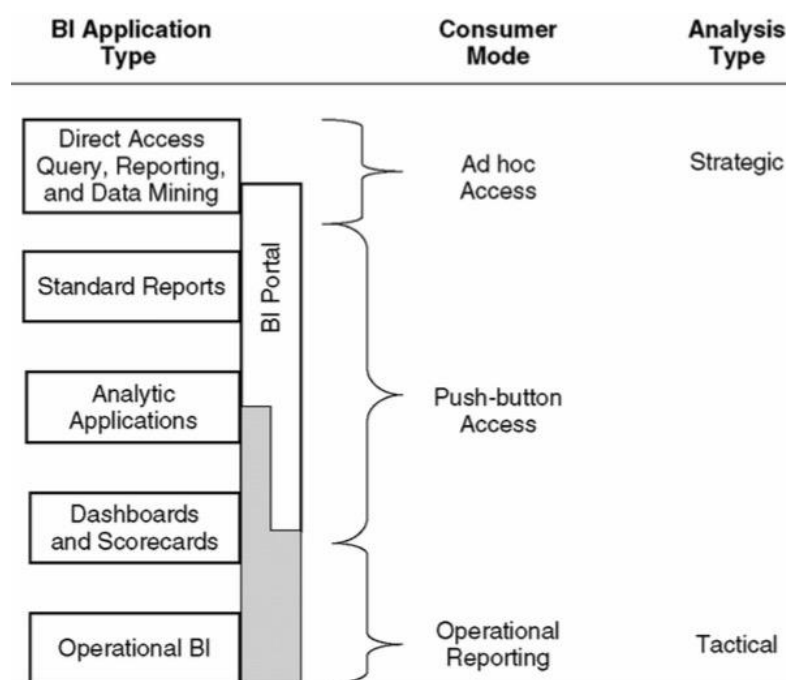 BI Application
Type
Consumer
Mode
Analysis
Type
Direct Access
Query, Reporting,
and Data Mining
Ad hoc
Access
Strategic
BI Portal
Standard Reports
Analytic
Applications
Push-button
Access
Dashboards
and Scorecards
Operational BI
Operational
Reporting
Tactical